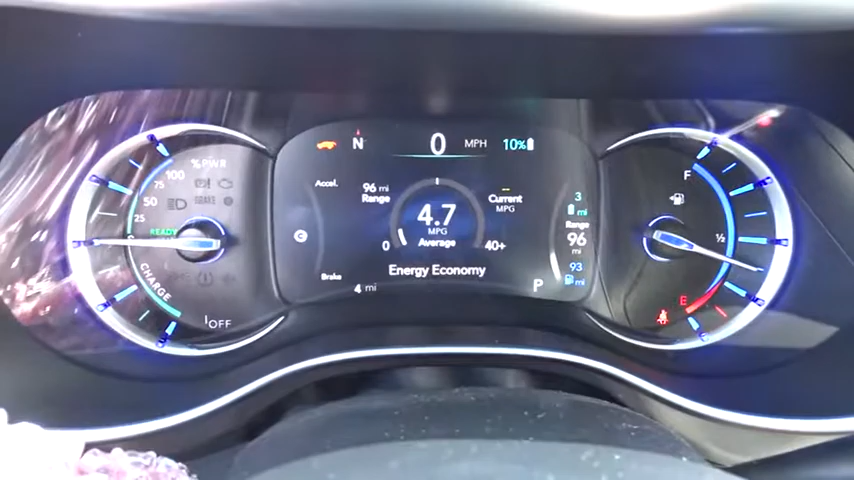 %PWR
100
75
50
25
READY
BRAKE
CHARGE
OFF
N
0 MPH
10%
Accel.
96 mi
Range
4.7
MPG
Average
Current
--
MPG
0
40+
Energy Economy
Brake
4 mi
P
3
mi
Range
96
mi
93
mi
F
½
E